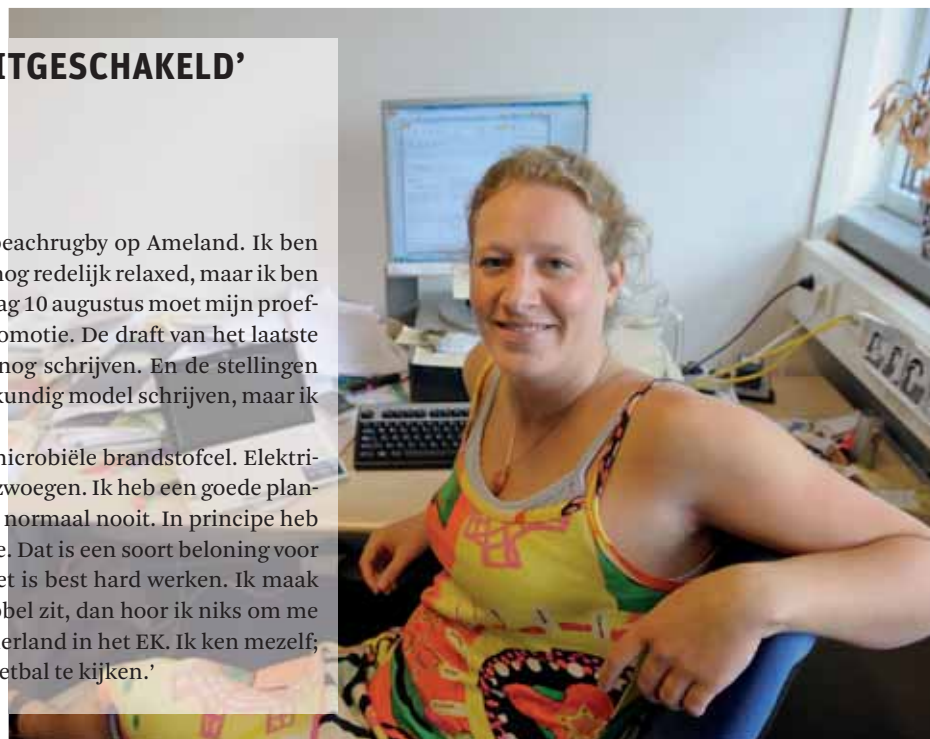 ITGESCHAKELD’
beachrugby op Ameland. Ik ben
nog redelijk relaxed, maar ik ben
ag 10 augustus moet mijn proef-
omotie. De draft van het laatste
nog schrijven. En de stellingen
kundig model schrijven, maar ik
microbiële brandstofcel. Elektri-
zwoegen. Ik heb een goede plan-
normaal nooit. In principe heb
e. Dat is een soort beloning voor
et is best hard werken. Ik maak
bbel zit, dan hoor ik niks om me
erland in het EK. Ik ken mezelf;
etbal te kijken.’